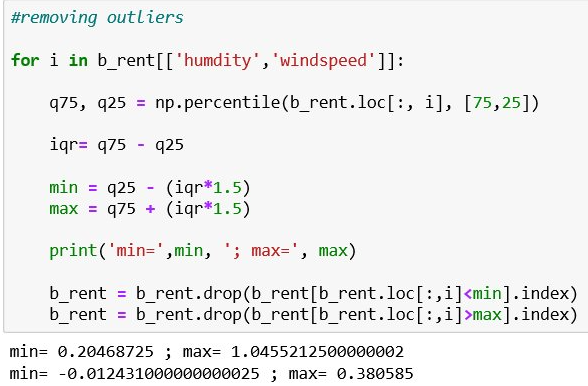 #removing outliers
for i in b_rent[['humdity','windspeed']]:
q75, q25 = np.percentile(b_rent.loc[:, i], [75,25])
iqr= q75 - q25
min = q25 - (iqr*1.5)
max = q75 + (iqr*1.5)
print('min=',min, '; max=', max)
b_rent = b_rent.drop(b_rent[b_rent.loc[:,i]<min].index)
b_rent = b_rent.drop(b_rent[b_rent.loc[:,i]>max].index)
min= 0.20468725 ; max= 1.0455212500000002
min= -0.012431000000000025 ; max= 0.380585